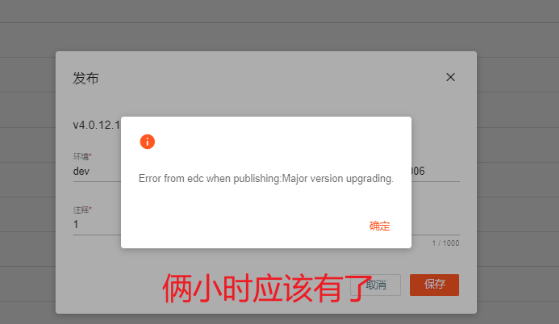 发布
v4.0.12.1
Error from edc when publishing:Major version upgrading.
环境*
dev
306
注释*
1
确定
1 / 1000
俩小时应该有了
取消
保存